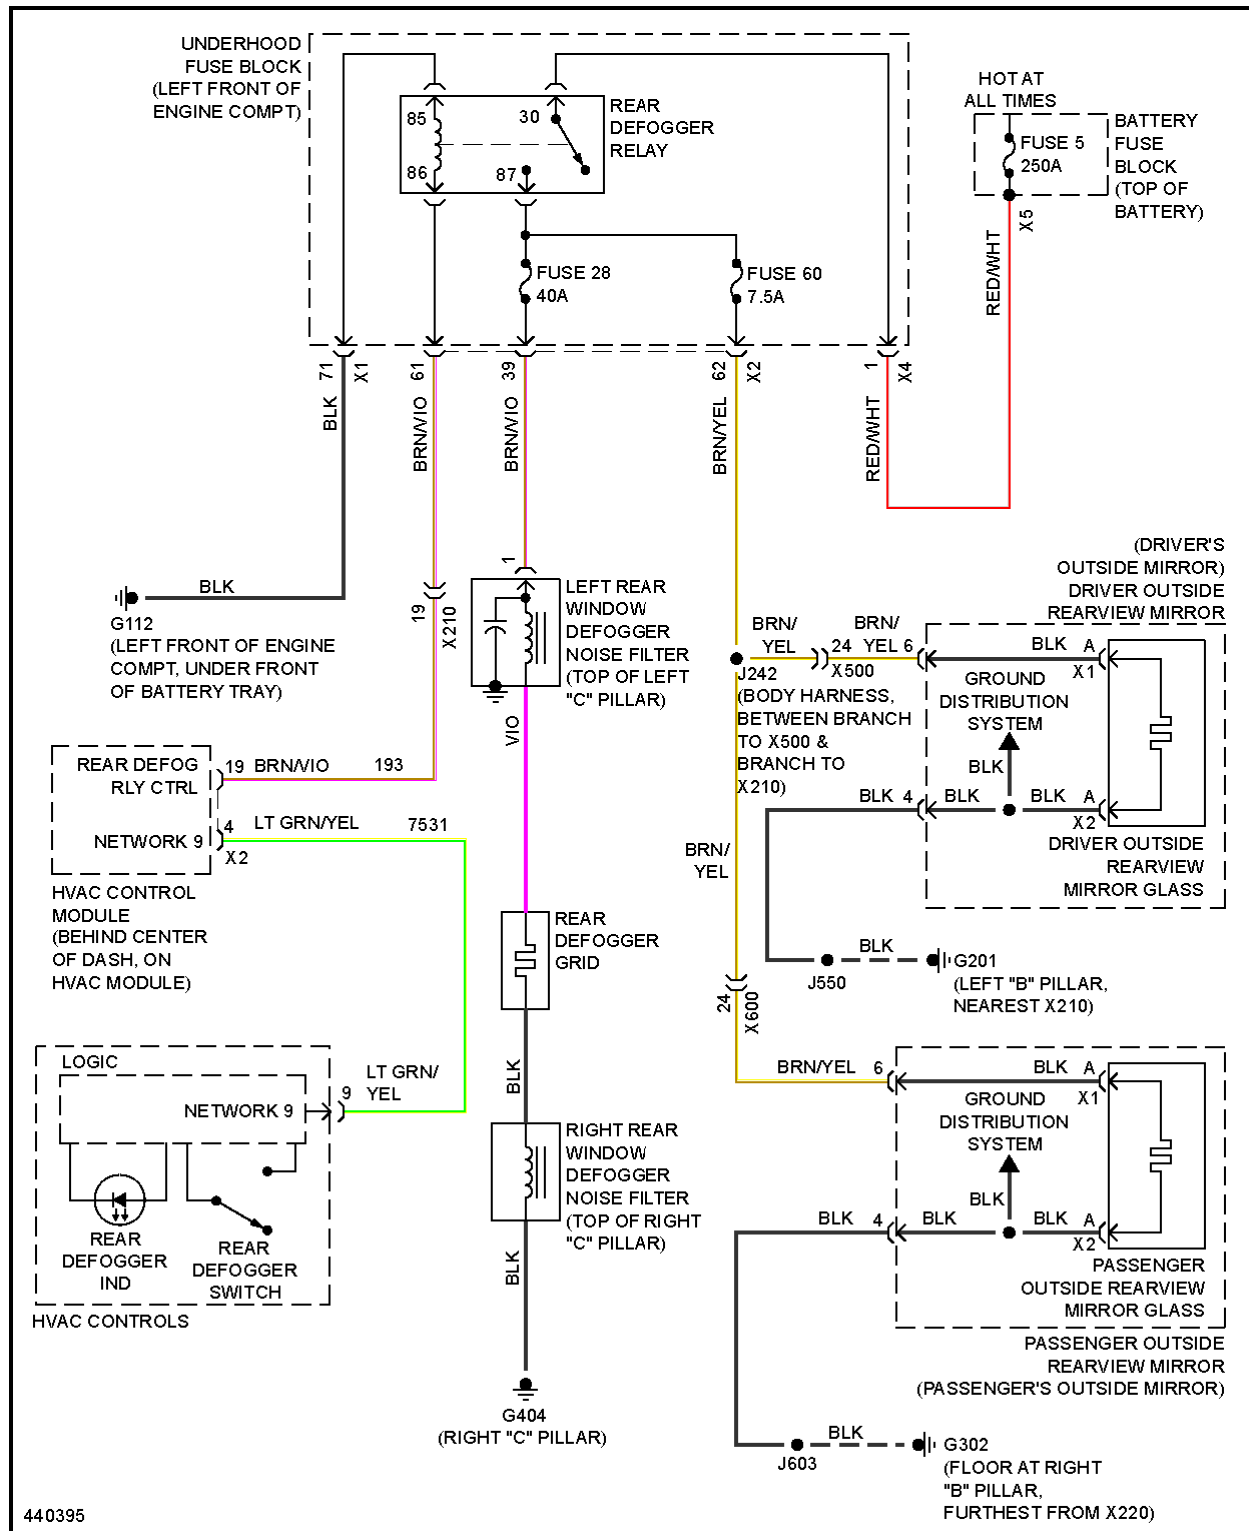 UNDERHOOD
FUSE BLOCK
(LEFT FRONT OF
ENGINE COMPT)
85
86
30
87
REAR
DEFOGGER
RELAY
HOT AT
ALL TIMES
FUSE 5
250A
BATTERY
FUSE
BLOCK
(TOP OF
BATTERY)
X5
RED/WHT
FUSE 28
40A
FUSE 60
7.5A
71
X1
61
39
62
X2
1
X4
BLK
BRN/VIO
BRN/VIO
BRN/YEL
RED/WHT
BLK
G112
(LEFT FRONT OF ENGINE
COMPT, UNDER FRONT
OF BATTERY TRAY)
19
X210
1
LEFT REAR
WINDOW
DEFOGGER
NOISE FILTER
(TOP OF LEFT
"C" PILLAR)
VIO
BRN/
YEL
24
X500
BRN/
YEL
6
J242
(BODY HARNESS,
BETWEEN BRANCH
TO X500 &
BRANCH TO
X210)
(DRIVER'S
OUTSIDE MIRROR)
DRIVER OUTSIDE
REARVIEW MIRROR
BLK
A
X1
GROUND
DISTRIBUTION
SYSTEM
BLK
BLK
4
BLK
BLK
A
X2
DRIVER OUTSIDE
REARVIEW
MIRROR GLASS
REAR DEFOG
RLY CTRL
19
BRN/VIO
193
NETWORK 9
4
X2
LT GRN/YEL
7531
HVAC CONTROL
MODULE
(BEHIND CENTER
OF DASH, ON
HVAC MODULE)
BRN/
YEL
REAR
DEFOGGER
GRID
BLK
J550
BLK
G201
(LEFT "B" PILLAR,
NEAREST X210)
24
X600
LOGIC
NETWORK 9
9
LT GRN/
YEL
REAR
DEFOGGER
IND
REAR
DEFOGGER
SWITCH
HVAC CONTROLS
RIGHT REAR
WINDOW
DEFOGGER
NOISE FILTER
(TOP OF RIGHT
"C" PILLAR)
BLK
G404
(RIGHT "C" PILLAR)
BRN/YEL
6
BLK
A
X1
GROUND
DISTRIBUTION
SYSTEM
BLK
BLK
4
BLK
BLK
A
X2
PASSENGER
OUTSIDE REARVIEW
MIRROR GLASS
PASSENGER OUTSIDE
REARVIEW MIRROR
(PASSENGER'S OUTSIDE MIRROR)
J603
BLK
G302
(FLOOR AT RIGHT
"B" PILLAR,
FURTHEST FROM X220)
440395